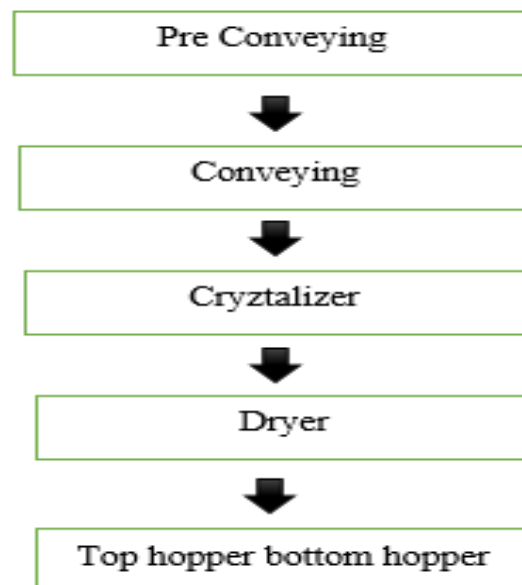 Pre Conveying
Conveying
Cryztalizer
Dryer
Top hopper bottom hopper